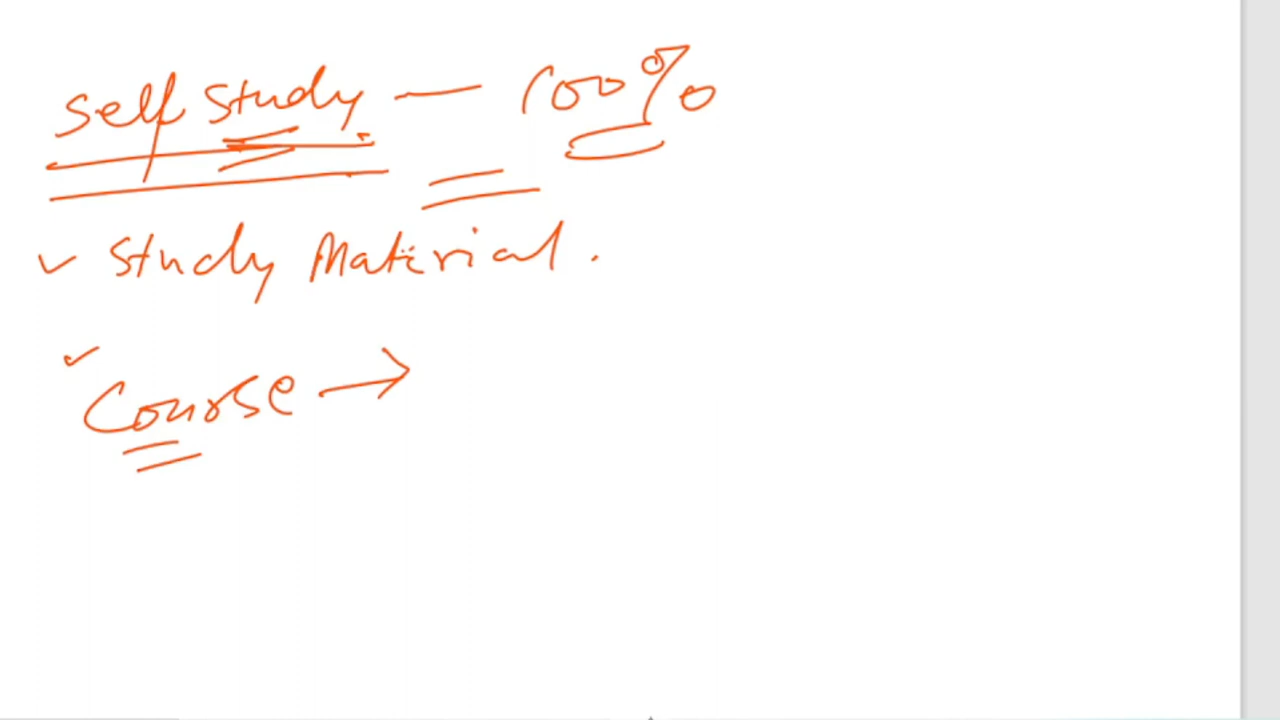 Self Study — 100%
✓ Study Material.
✓ Course →